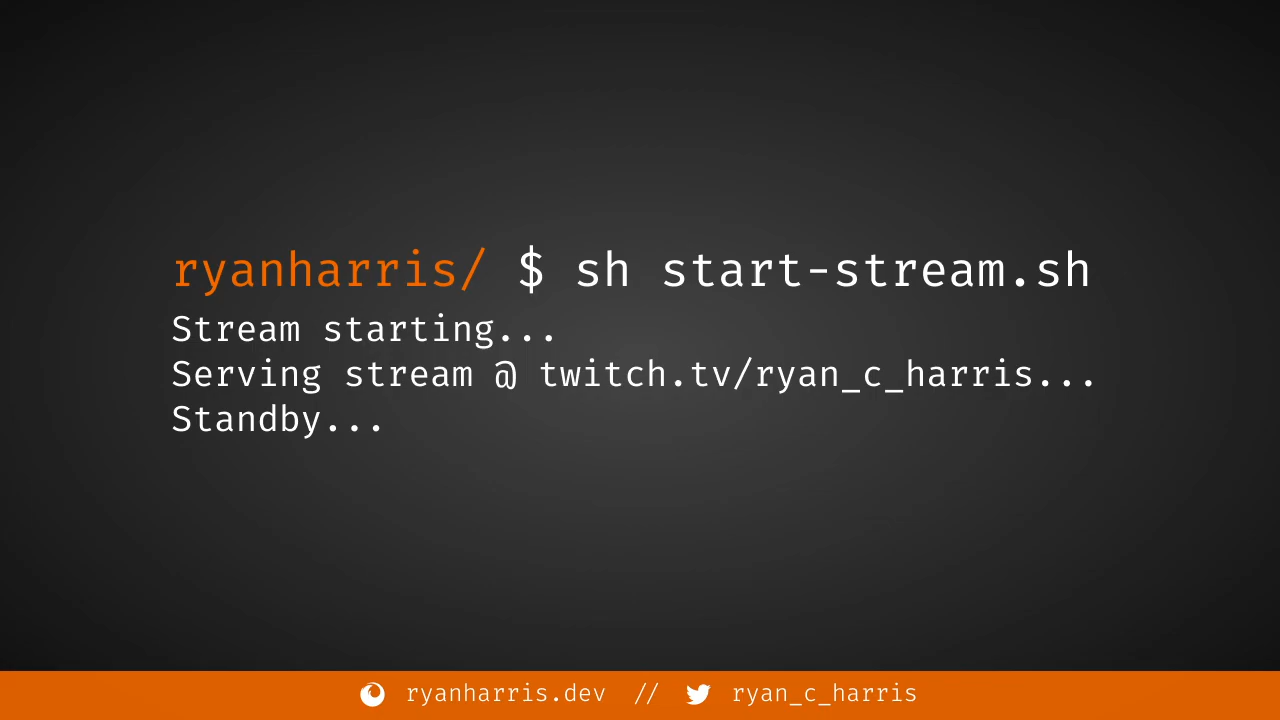 ryanharris/ $ sh start-stream.sh
Stream starting...
Serving stream @ twitch.tv/ryan_c_harris...
Standby...
ryanharris.dev // ryan_c_harris